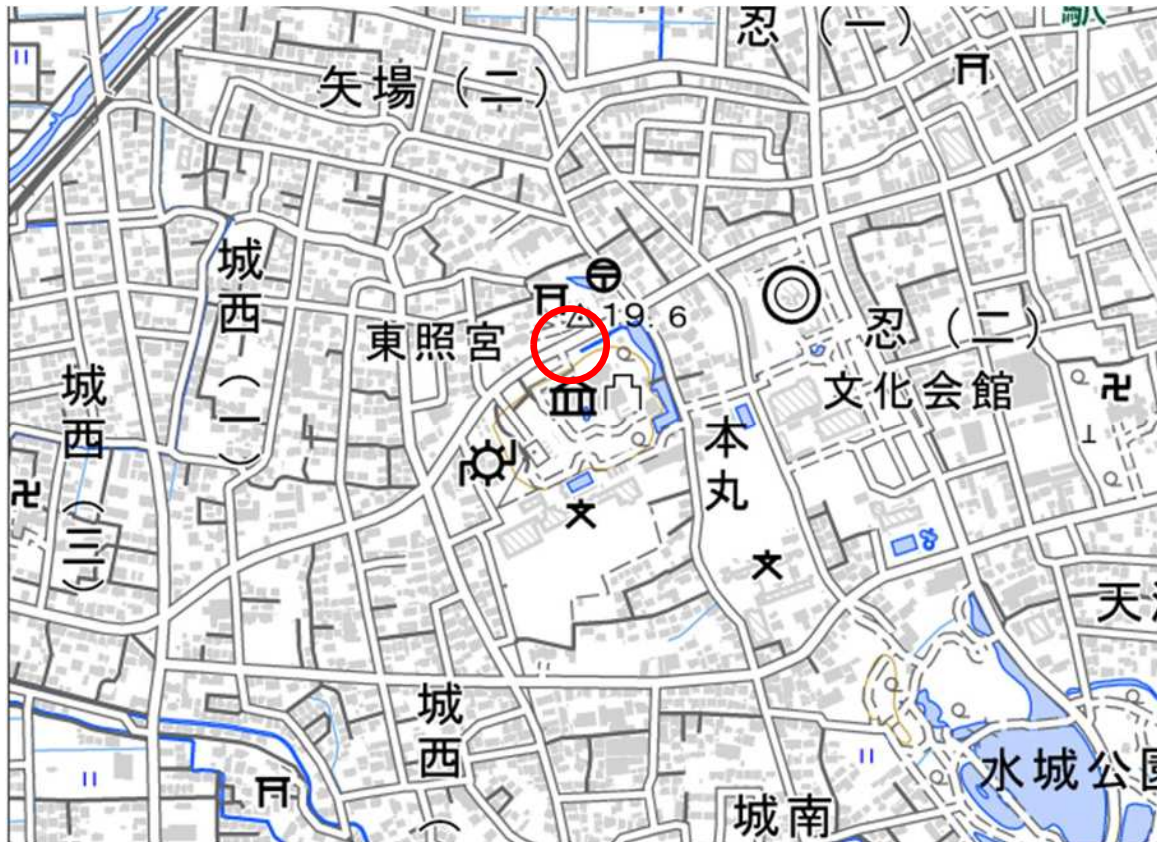 忍（一）
矢場（二）
城西（一）
19.6
東照宮
忍（二）
城西（三）
文化会館
本丸
城西（
水城公園
城南